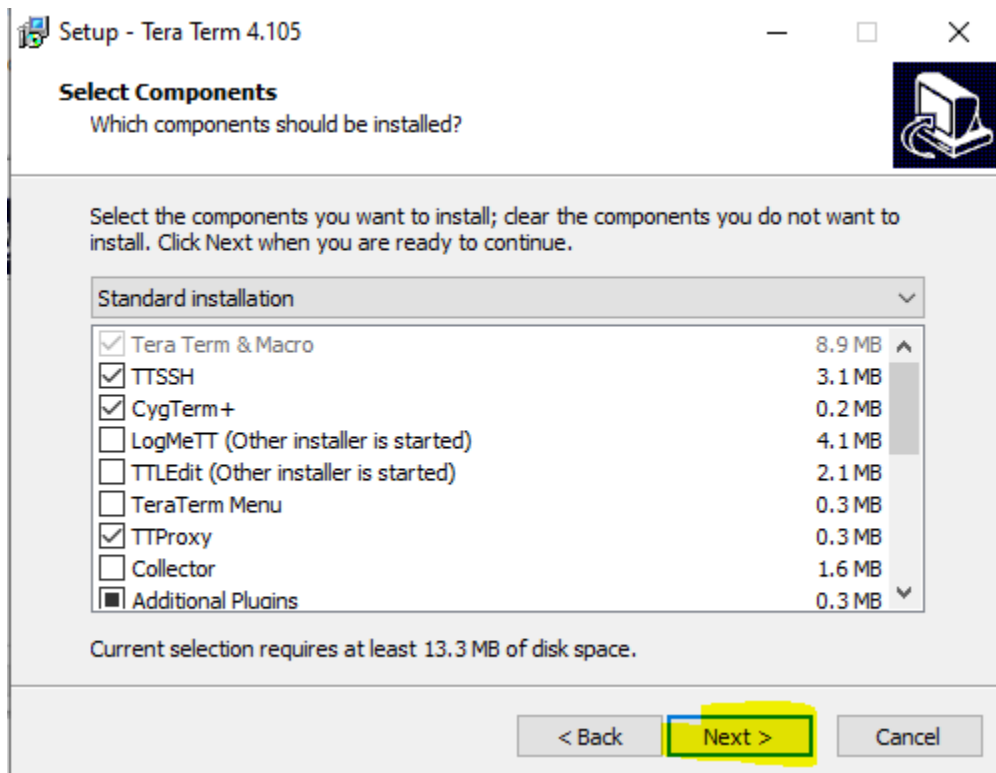 Setup - Tera Term 4.105
Select Components
Which components should be installed?
Select the components you want to install; clear the components you do not want to
install. Click Next when you are ready to continue.
Standard installation
Tera Term & Macro 8.9 MB
TTSSH 3.1 MB
CygTerm+ 0.2 MB
LogMeTT (Other installer is started) 4.1 MB
TTLEdit (Other installer is started) 2.1 MB
TeraTerm Menu 0.3 MB
TTProxy 0.3 MB
Collector 1.6 MB
Additional Plugins 0.3 MB
Current selection requires at least 13.3 MB of disk space.
< Back Next > Cancel